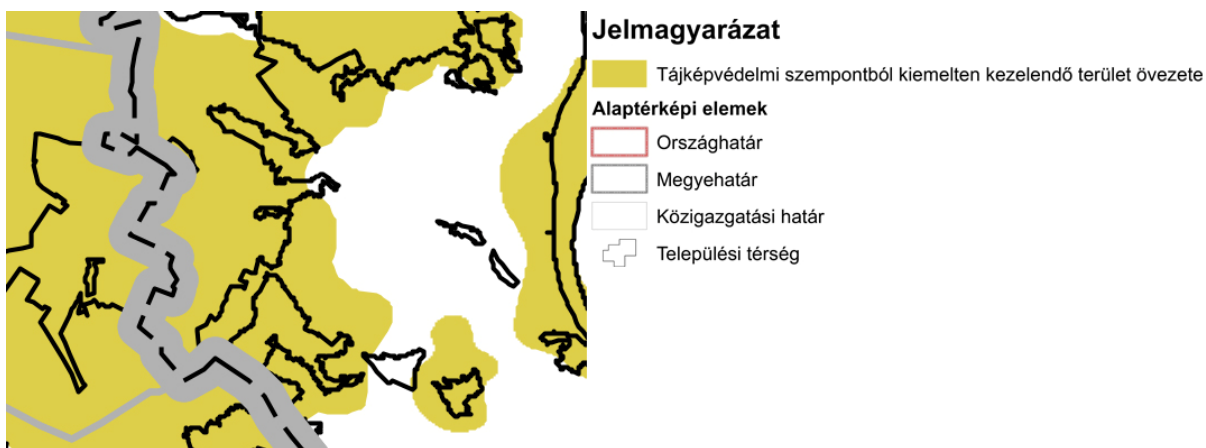 Jelmagyarázat
Tájképvédelmi szempontból kiemelten kezelendő terület övezete
Alaptérképi elemek
Országhatár
Megyehatár
Közigazgatási határ
Települési térség